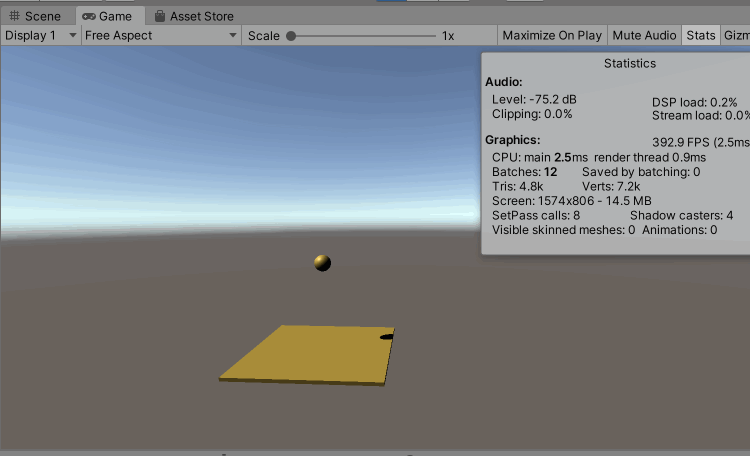 Scene Game Asset Store
Display 1 Free Aspect Scale 1x Maximize On Play Mute Audio Stats Gizm
Statistics
Audio:
Level: -75.2 dB DSP load: 0.2%
Clipping: 0.0% Stream load: 0.0%
Graphics: 392.9 FPS (2.5ms
CPU: main 2.5ms render thread 0.9ms
Batches: 12 Saved by batching: 0
Tris: 4.8k Verts: 7.2k
Screen: 1574x806 - 14.5 MB
SetPass calls: 8 Shadow casters: 4
Visible skinned meshes: 0 Animations: 0